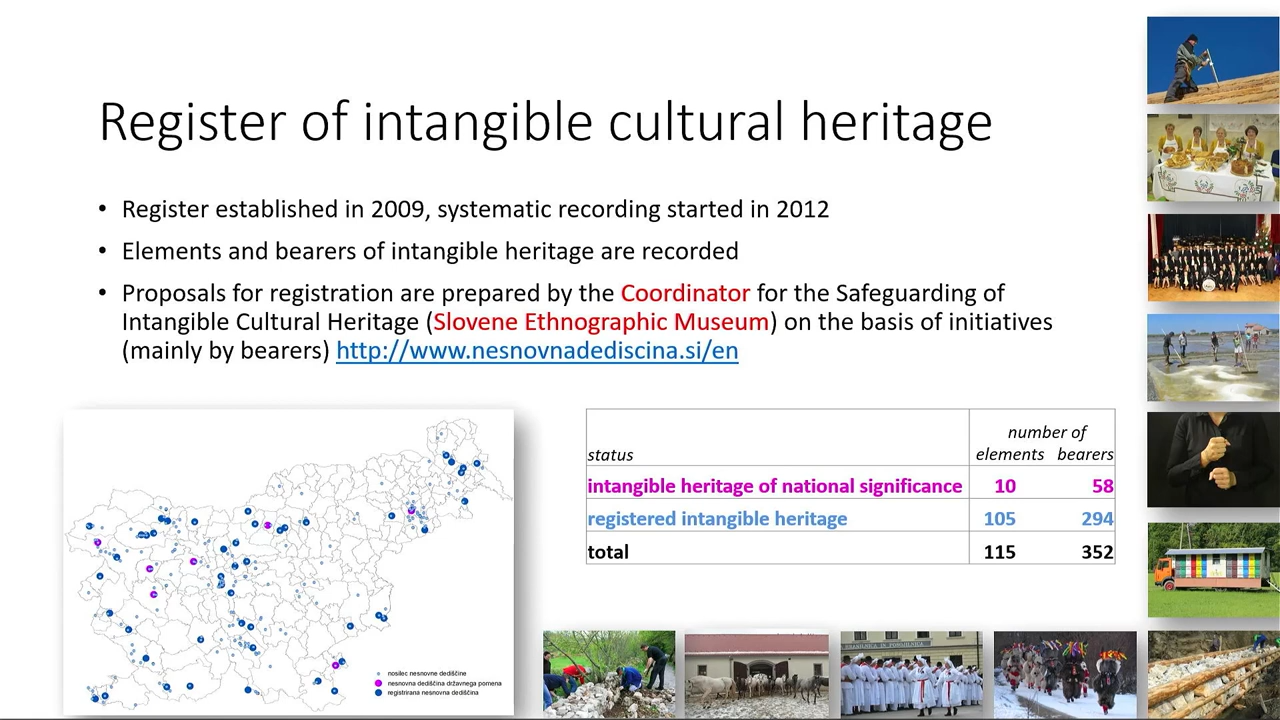 Register of intangible cultural heritage
• Register established in 2009, systematic recording started in 2012
• Elements and bearers of intangible heritage are recorded
• Proposals for registration are prepared by the Coordinator for the Safeguarding of
Intangible Cultural Heritage (Slovene Ethnographic Museum) on the basis of initiatives
(mainly by bearers) http://www.nesnovnadediscina.si/en
number of
status elements bearers
intangible heritage of national significance 10 58
registered intangible heritage 105 294
total 115 352
nosilec nesnovne dediščine
nesnovna dediščina državnega pomena
registrirana nesnovna dediščina